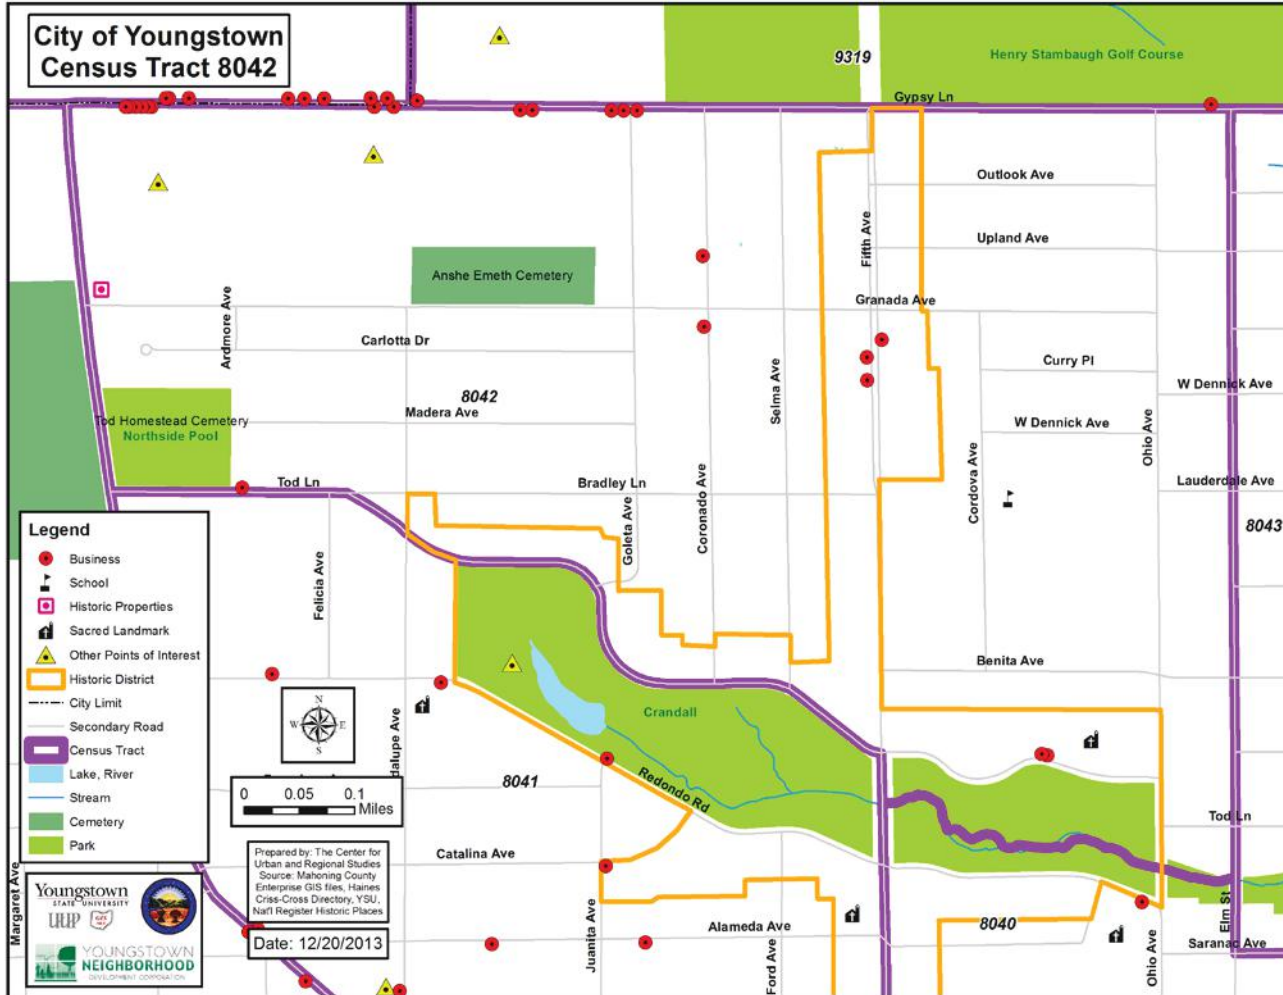 City of Youngstown
Census Tract 8042
9319
Henry Stambaugh Golf Course
Gypsy Ln
Outlook Ave
Fifth Ave
Upland Ave
Anshe Emeth Cemetery
Granada Ave
Ardmore Ave
Carlotta Dr
Curry Pl
Selma Ave
8042
W Dennick Ave
Madera Ave
Tod Homestead Cemetery
Northside Pool
W Dennick Ave
Ohio Ave
Cordova Ave
Tod Ln
Bradley Ln
Coronado Ave
Goleta Ave
Lauderdale Ave
8043
Felicia Ave
Legend
Business
School
Historic Properties
Sacred Landmark
Other Points of Interest
Historic District
City Limit
Secondary Road
Census Tract
Lake, River
Stream
Cemetery
Park
N
W E
S
Benita Ave
Crandall
dalupe Ave
0 0.05 0.1
Miles
8041
Redondo Rd
Tod Ln
Catalina Ave
Prepared by: The Center for
Urban and Regional Studies
Source: Mahoning County
Enterprise GIS files, Haines
Criss-Cross Directory, YSU,
Nat'l Register Historic Places
Date: 12/20/2013
Margaret Ave
Youngstown
STATE UNIVERSITY
YOUNGSTOWN
NEIGHBORHOOD
DEVELOPMENT CORPORATION
Juanita Ave
Alameda Ave
Ford Ave
8040
Ohio Ave
Elm St
Saranac Ave